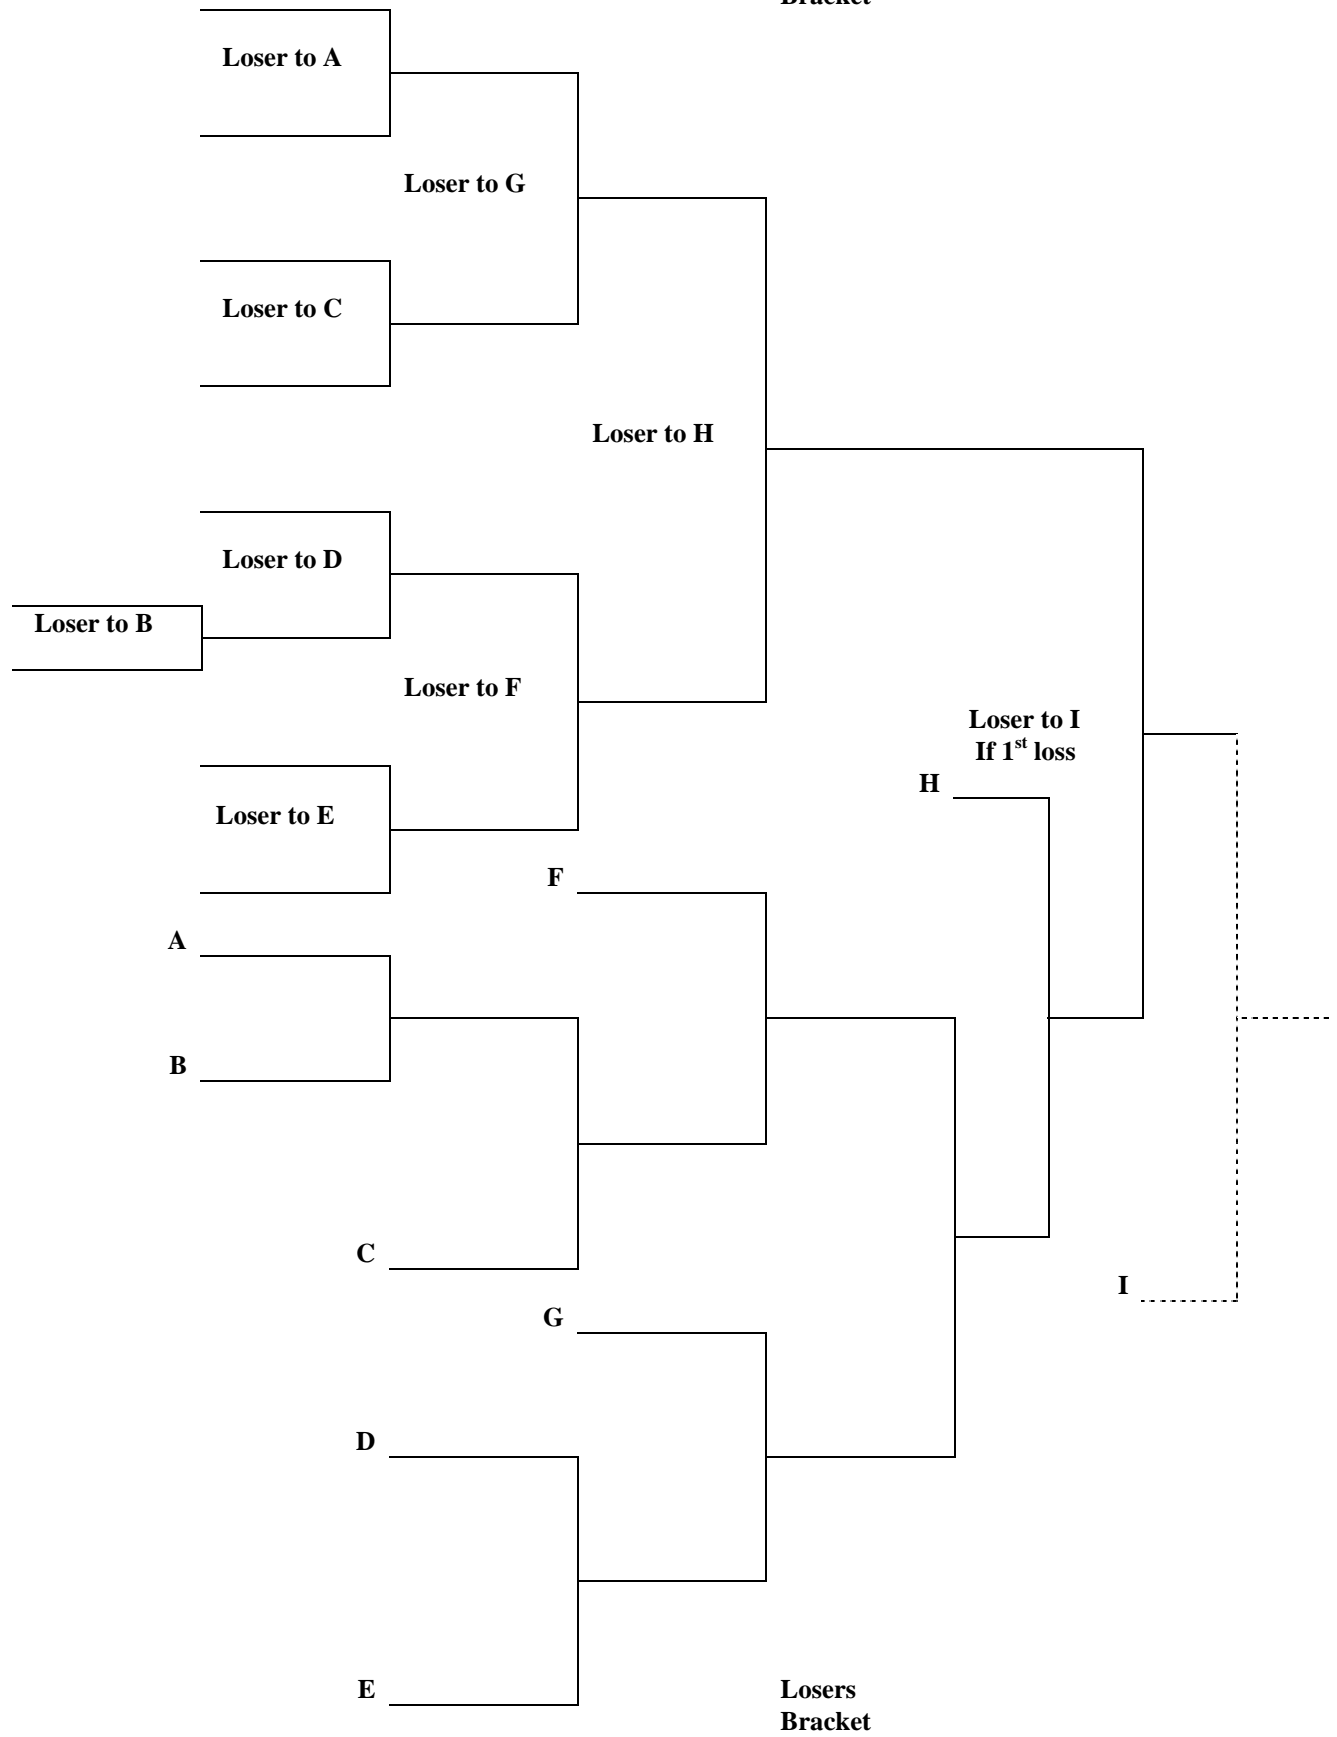 Bracket
Loser to A
Loser to G
Loser to C
Loser to H
Loser to D
Loser to B
Loser to F
Loser to I
If 1st loss
H
Loser to E
F
A
B
C
I
G
D
E
Losers
Bracket